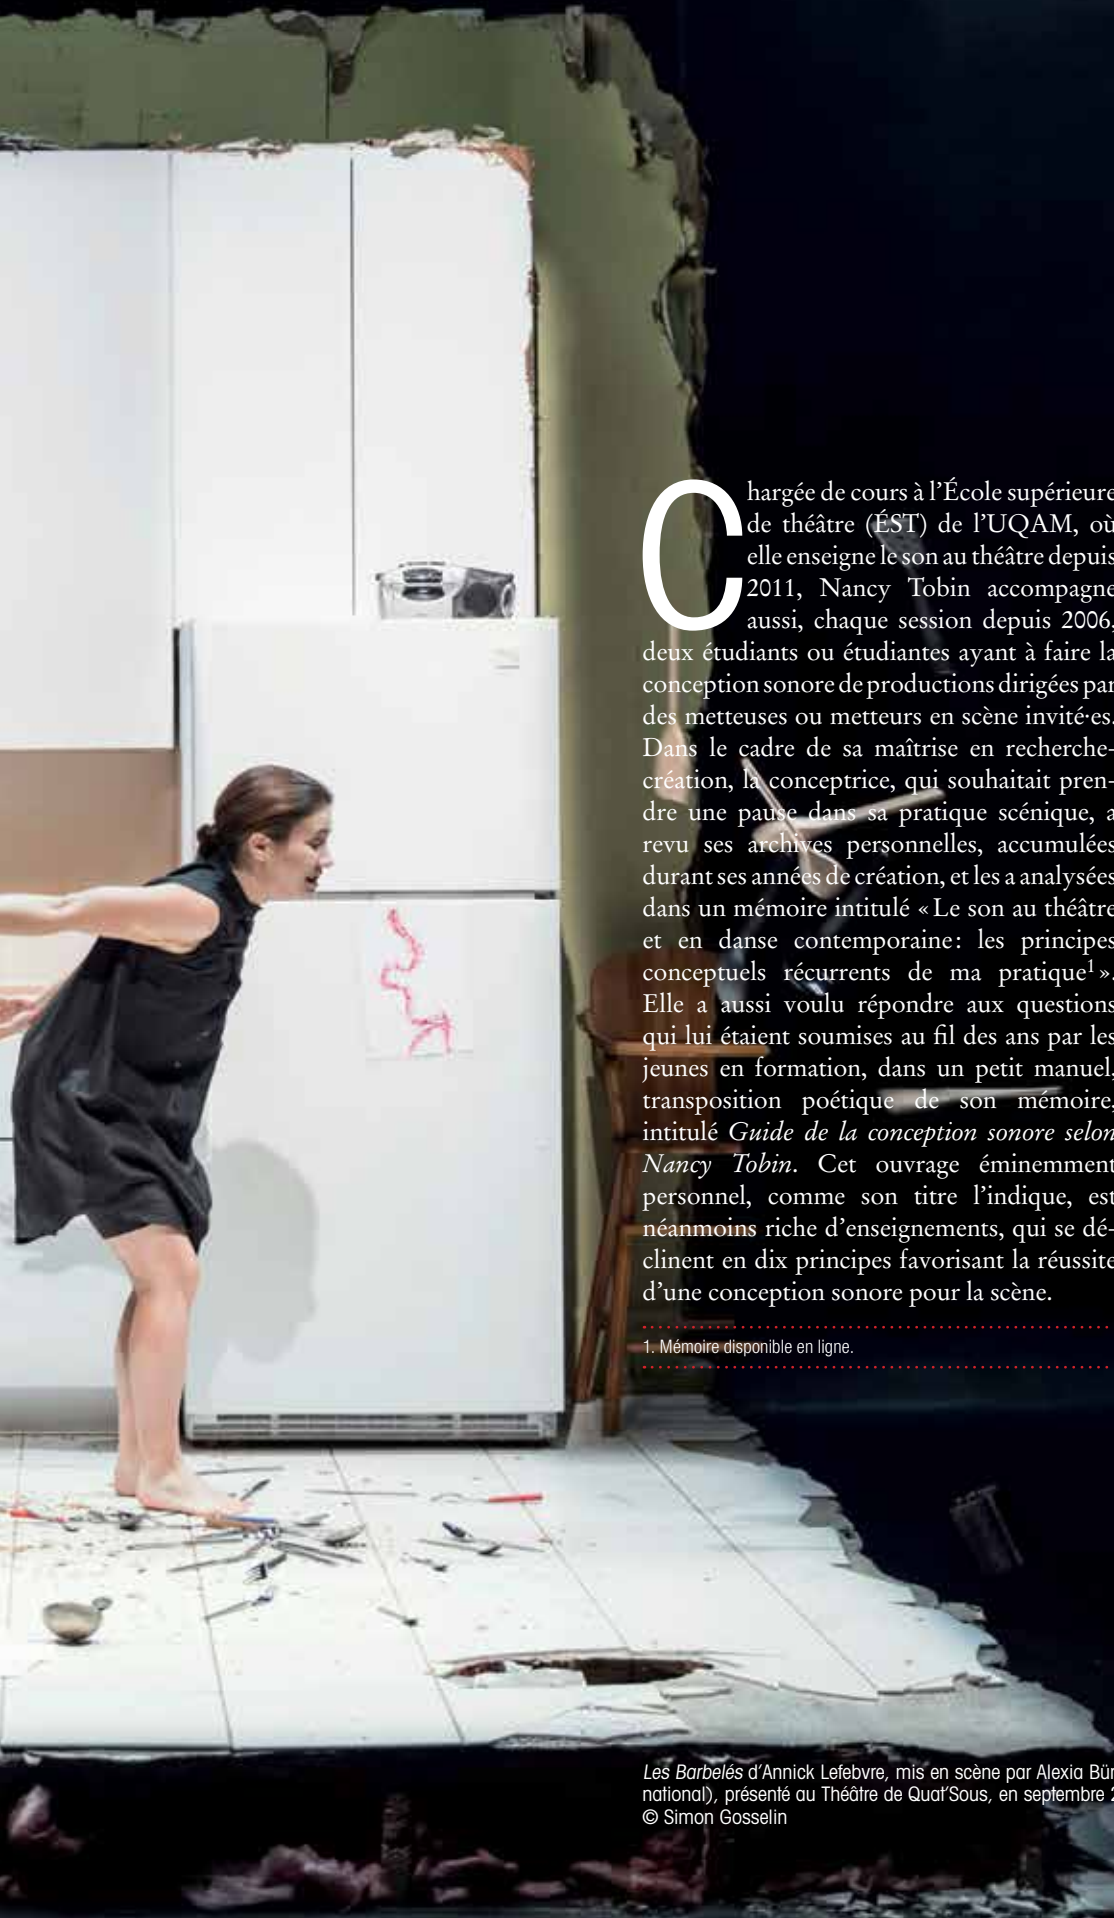 Chargée de cours à l’École supérieure
de théâtre (ÉST) de l’UQAM, où
elle enseigne le son au théâtre depuis
2011, Nancy Tobin accompagne
aussi, chaque session depuis 2006,
deux étudiants ou étudiantes ayant à faire la
conception sonore de productions dirigées par
des metteuses ou metteurs en scène invité·es.
Dans le cadre de sa maîtrise en recherche-
création, la conceptrice, qui souhaitait pren-
dre une pause dans sa pratique scénique, a
revu ses archives personnelles, accumulées
durant ses années de création, et les a analysées
dans un mémoire intitulé « Le son au théâtre
et en danse contemporaine : les principes
conceptuels récurrents de ma pratique¹ ».
Elle a aussi voulu répondre aux questions
qui lui étaient soumises au fil des ans par les
jeunes en formation, dans un petit manuel,
transposition poétique de son mémoire,
intitulé Guide de la conception sonore selon
Nancy Tobin. Cet ouvrage éminemment
personnel, comme son titre l’indique, est
néanmoins riche d’enseignements, qui se dé-
clinent en dix principes favorisant la réussite
d’une conception sonore pour la scène.
1. Mémoire disponible en ligne.
Les Barbelés d’Annick Lefebvre, mis en scène par Alexia
national), présenté au Théâtre de Quat’Sous, en septembre
© Simon Gosselin